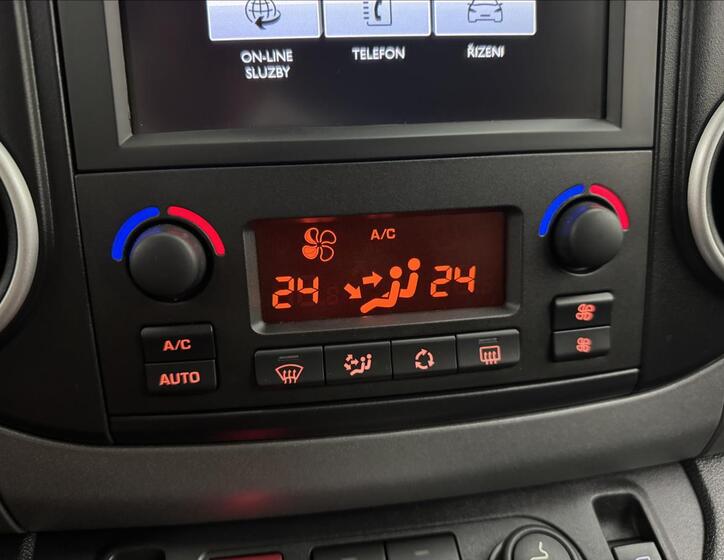 ON-LINE
SLUZBY
TELEFON
ŘÍZENÍ
A/C
24
24
A/C
AUTO